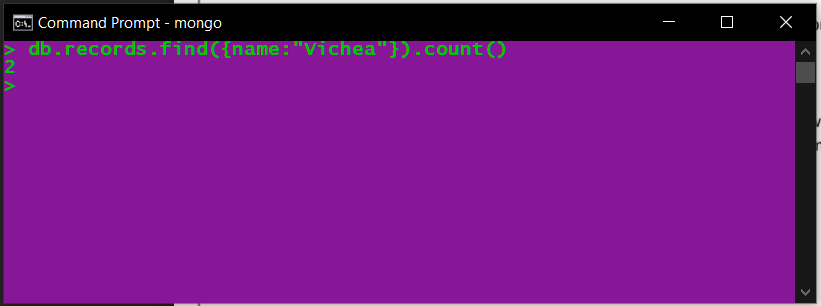 Command Prompt - mongo
> db.records.find({name:"Vichea"}).count()
2
>